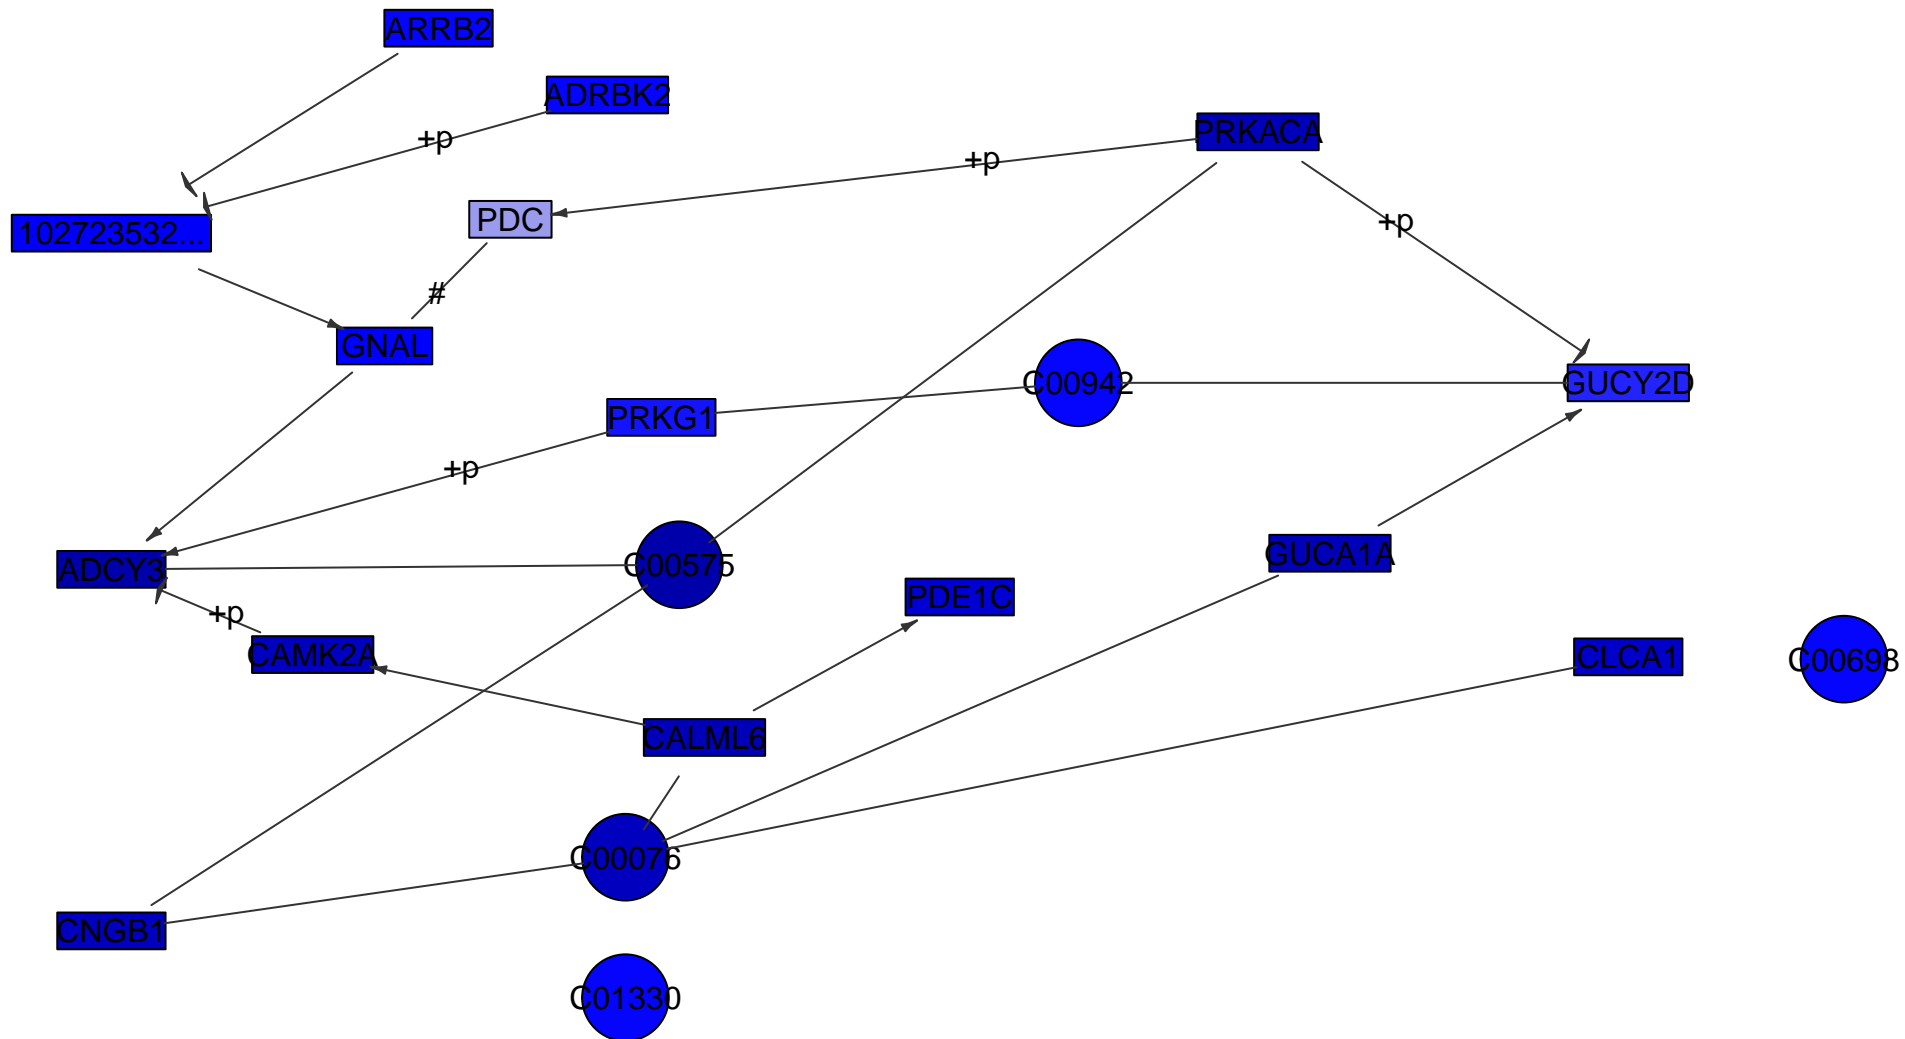 ARRB2
ADRBK2
PRKACA
+p
+p
PDC
+p
102723532...
#
GNAL
C00942
GUCY2D
PRKG1
+p
GUCA1A
ADCY3
C00575
PDE1C
+p
CAMK2A
CLCA1
C00698
CALML6
C00076
CNGB1
C01330